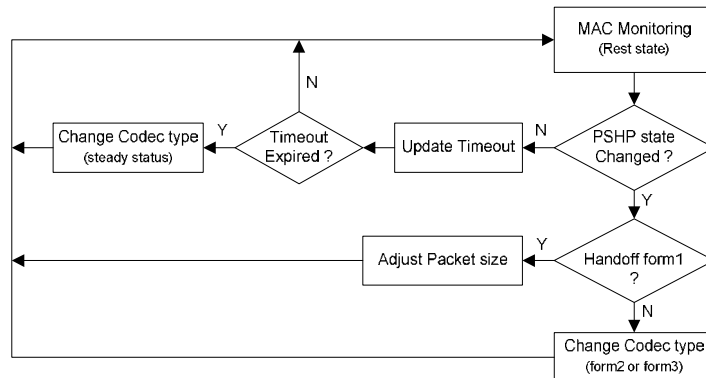 MAC Monitoring
(Rest state)
N
Change Codec type
(steady status)
Y
Timeout
Expired ?
Update Timeout
N
PSHP state
Changed ?
Y
Adjust Packet size
Y
Handoff form1
?
N
Change Codec type
(form2 or form3)